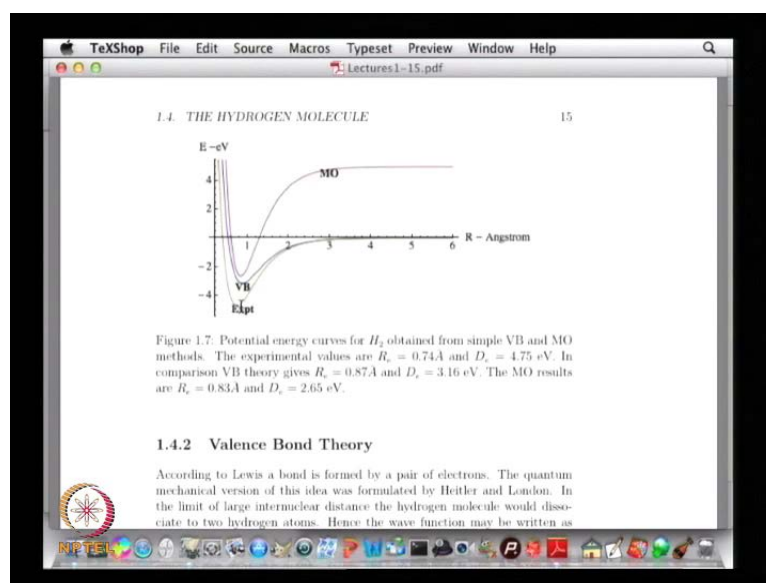 TeXShop File Edit Source Macros Typeset Preview Window Help
Lectures1-15.pdf
1.4. THE HYDROGEN MOLECULE 15
E -eV
4
MO
2
1 2 3 4 5 6 R - Angstrom
-2
VB
-4
Expt
Figure 1.7: Potential energy curves for H₂ obtained from simple VB and MO
methods. The experimental values are Rₑ = 0.74Å and Dₑ = 4.75 eV. In
comparison VB theory gives Rₑ = 0.87Å and Dₑ = 3.16 eV. The MO results
are Rₑ = 0.83Å and Dₑ = 2.65 eV.
1.4.2 Valence Bond Theory
According to Lewis a bond is formed by a pair of electrons. The quantum
mechanical version of this idea was formulated by Heitler and London. In
the limit of large internuclear distance the hydrogen molecule would disso-
ciate to two hydrogen atoms. Hence the wave function may be written as
NPTEL